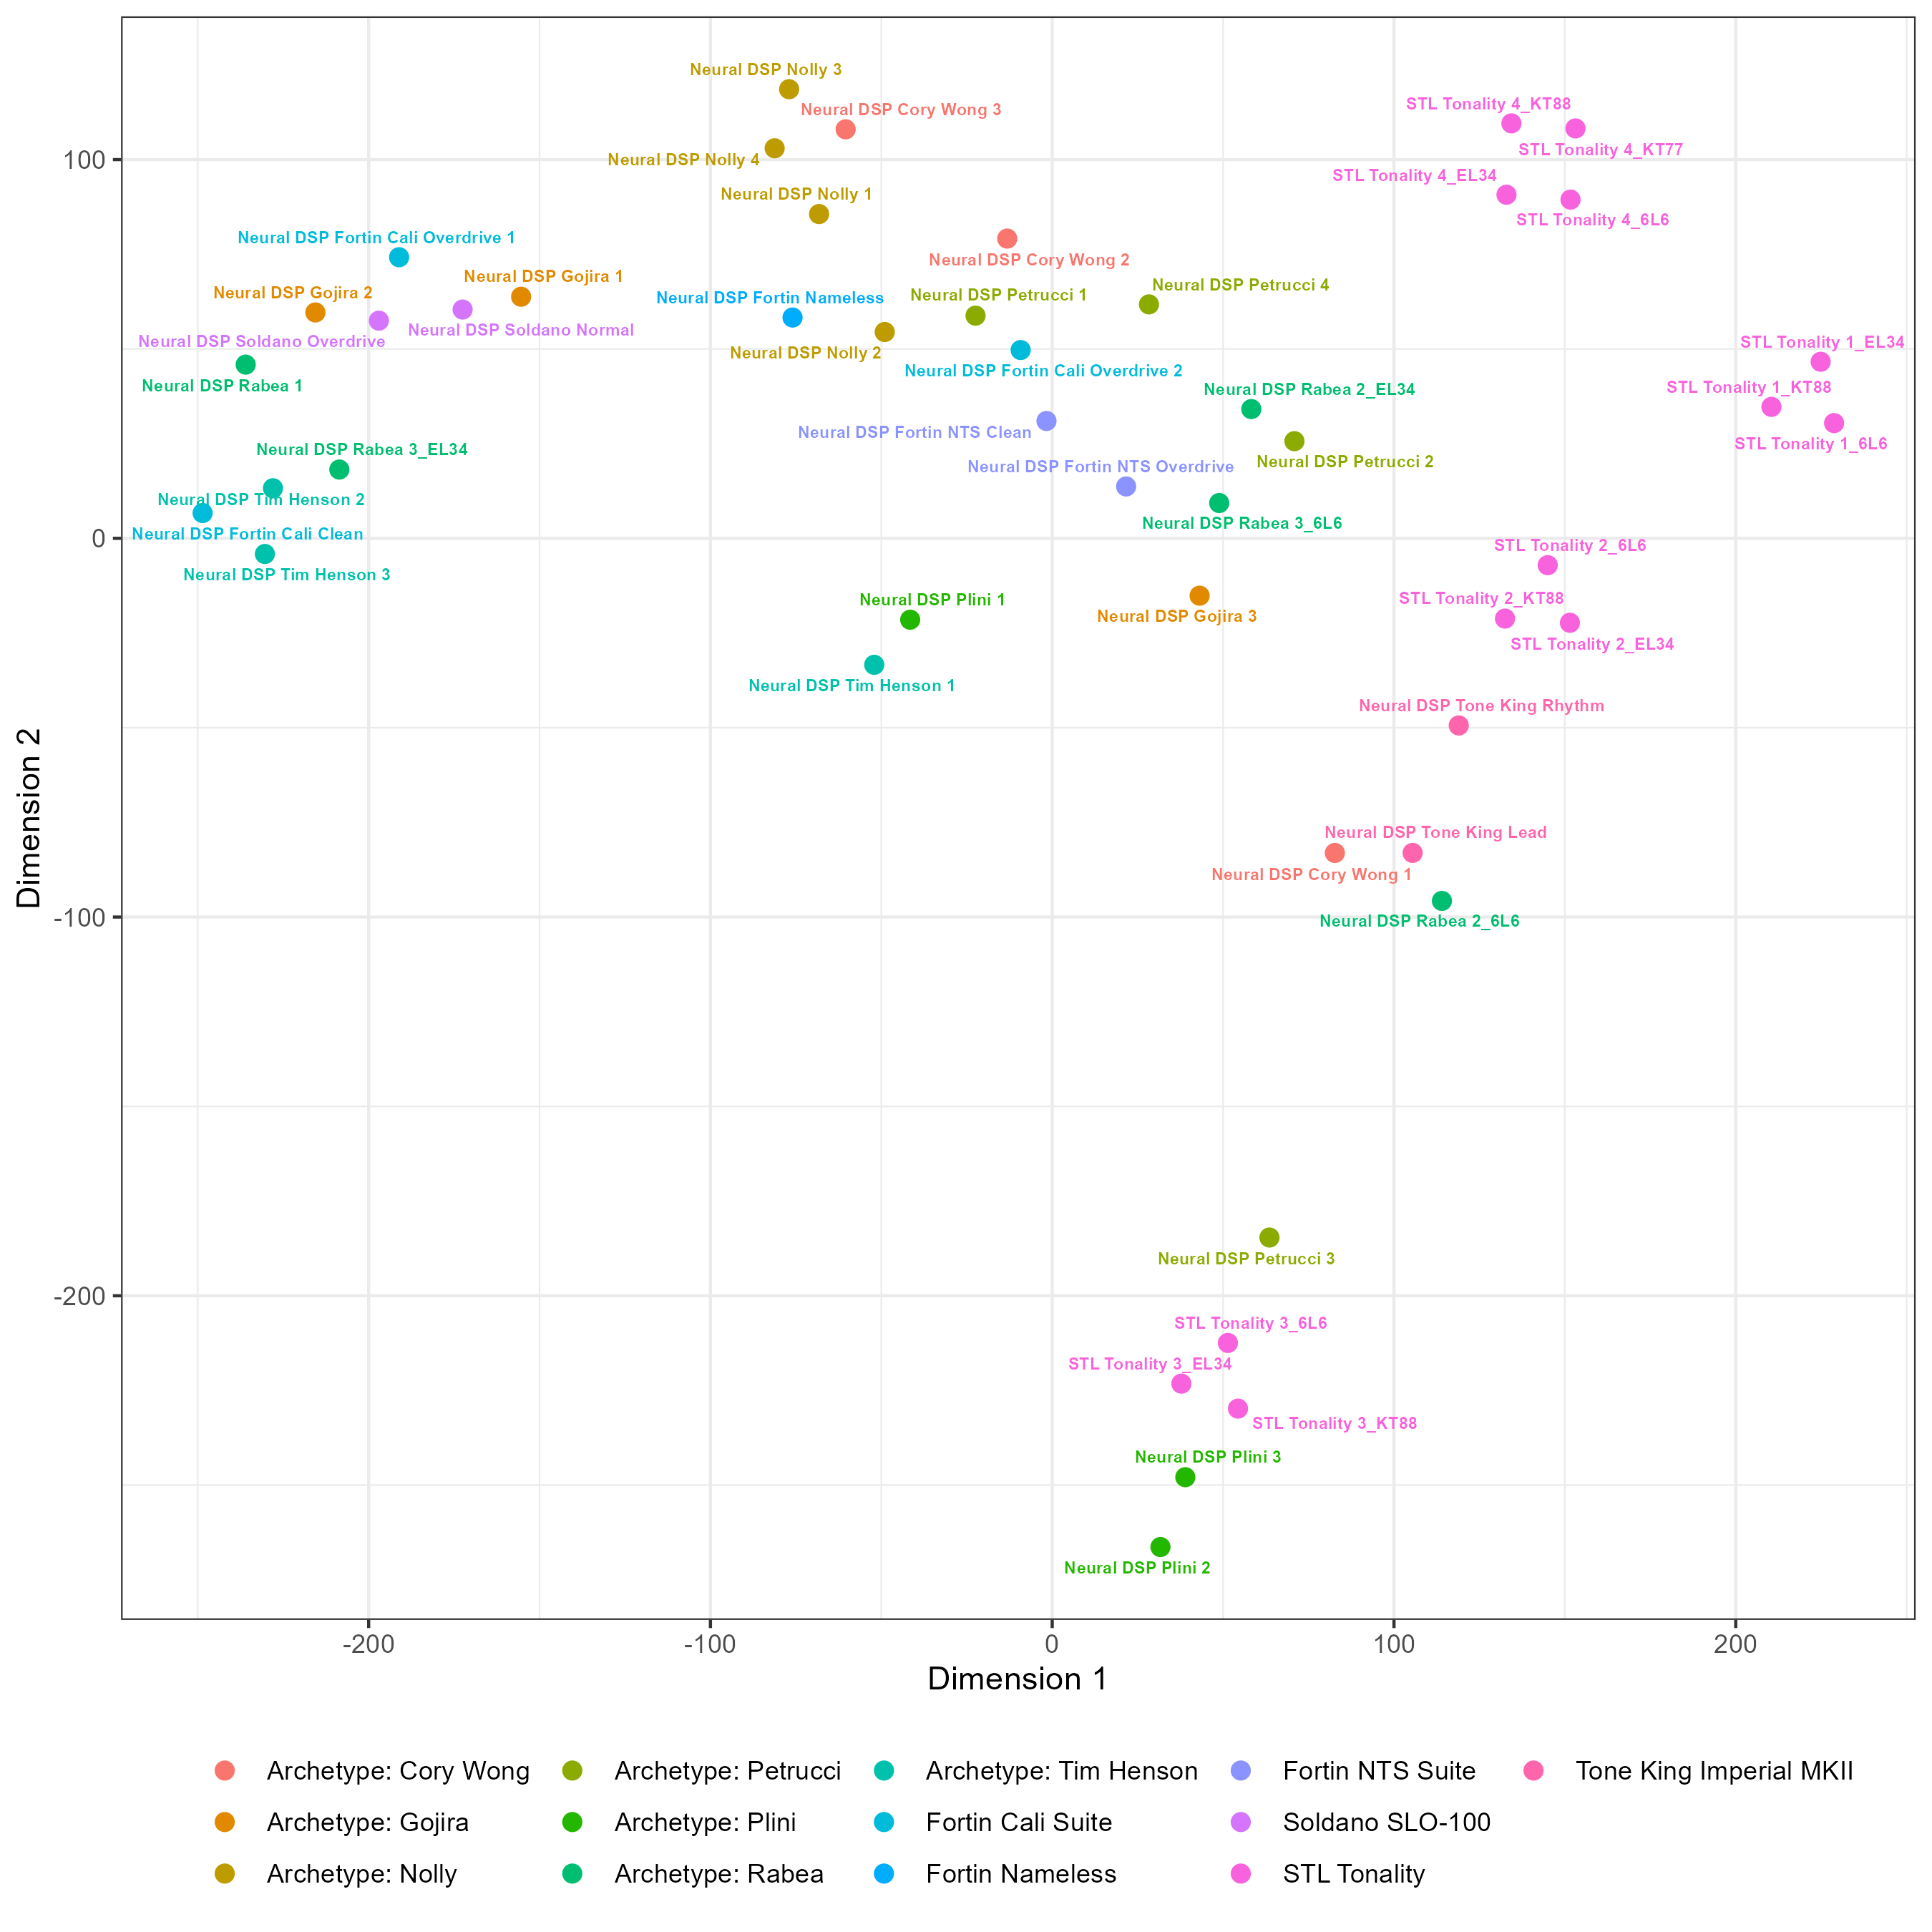 Neural DSP Nolly 3
Neural DSP Cory Wong 3
STL Tonality 4_KT88
STL Tonality 4_KT77
100
Neural DSP Nolly 4
STL Tonality 4_EL34
Neural DSP Nolly 1
STL Tonality 4_6L6
Neural DSP Fortin Cali Overdrive 1
Neural DSP Cory Wong 2
Neural DSP Gojira 1
Neural DSP Petrucci 4
Neural DSP Gojira 2
Neural DSP Petrucci 1
Neural DSP Fortin Nameless
Neural DSP Soldano Normal
Neural DSP Soldano Overdrive
STL Tonality 1_EL34
Neural DSP Nolly 2
Neural DSP Fortin Cali Overdrive 2
Neural DSP Rabea 1
STL Tonality 1_KT88
Neural DSP Rabea 2_EL34
Neural DSP Fortin NTS Clean
STL Tonality 1_6L6
Neural DSP Rabea 3_EL34
Neural DSP Petrucci 2
Neural DSP Fortin NTS Overdrive
Neural DSP Tim Henson 2
Neural DSP Rabea 3_6L6
Neural DSP Fortin Cali Clean
0
STL Tonality 2_6L6
Neural DSP Tim Henson 3
STL Tonality 2_KT88
Neural DSP Plini 1
Neural DSP Gojira 3
STL Tonality 2_EL34
Neural DSP Tim Henson 1
Neural DSP Tone King Rhythm
Dimension 2
Neural DSP Tone King Lead
Neural DSP Cory Wong 1
-100
Neural DSP Rabea 2_6L6
Neural DSP Petrucci 3
-200
STL Tonality 3_6L6
STL Tonality 3_EL34
STL Tonality 3_KT88
Neural DSP Plini 3
Neural DSP Plini 2
-200
-100
0
100
200
Dimension 1
Archetype: Cory Wong
Archetype: Petrucci
Archetype: Tim Henson
Fortin NTS Suite
Tone King Imperial MKII
Archetype: Gojira
Archetype: Plini
Fortin Cali Suite
Soldano SLO-100
Archetype: Nolly
Archetype: Rabea
Fortin Nameless
STL Tonality